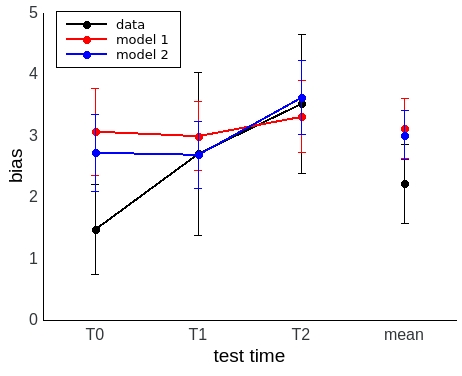 5
4
3
2
1
0
bias
data
model 1
model 2
T0 T1 T2 mean
test time